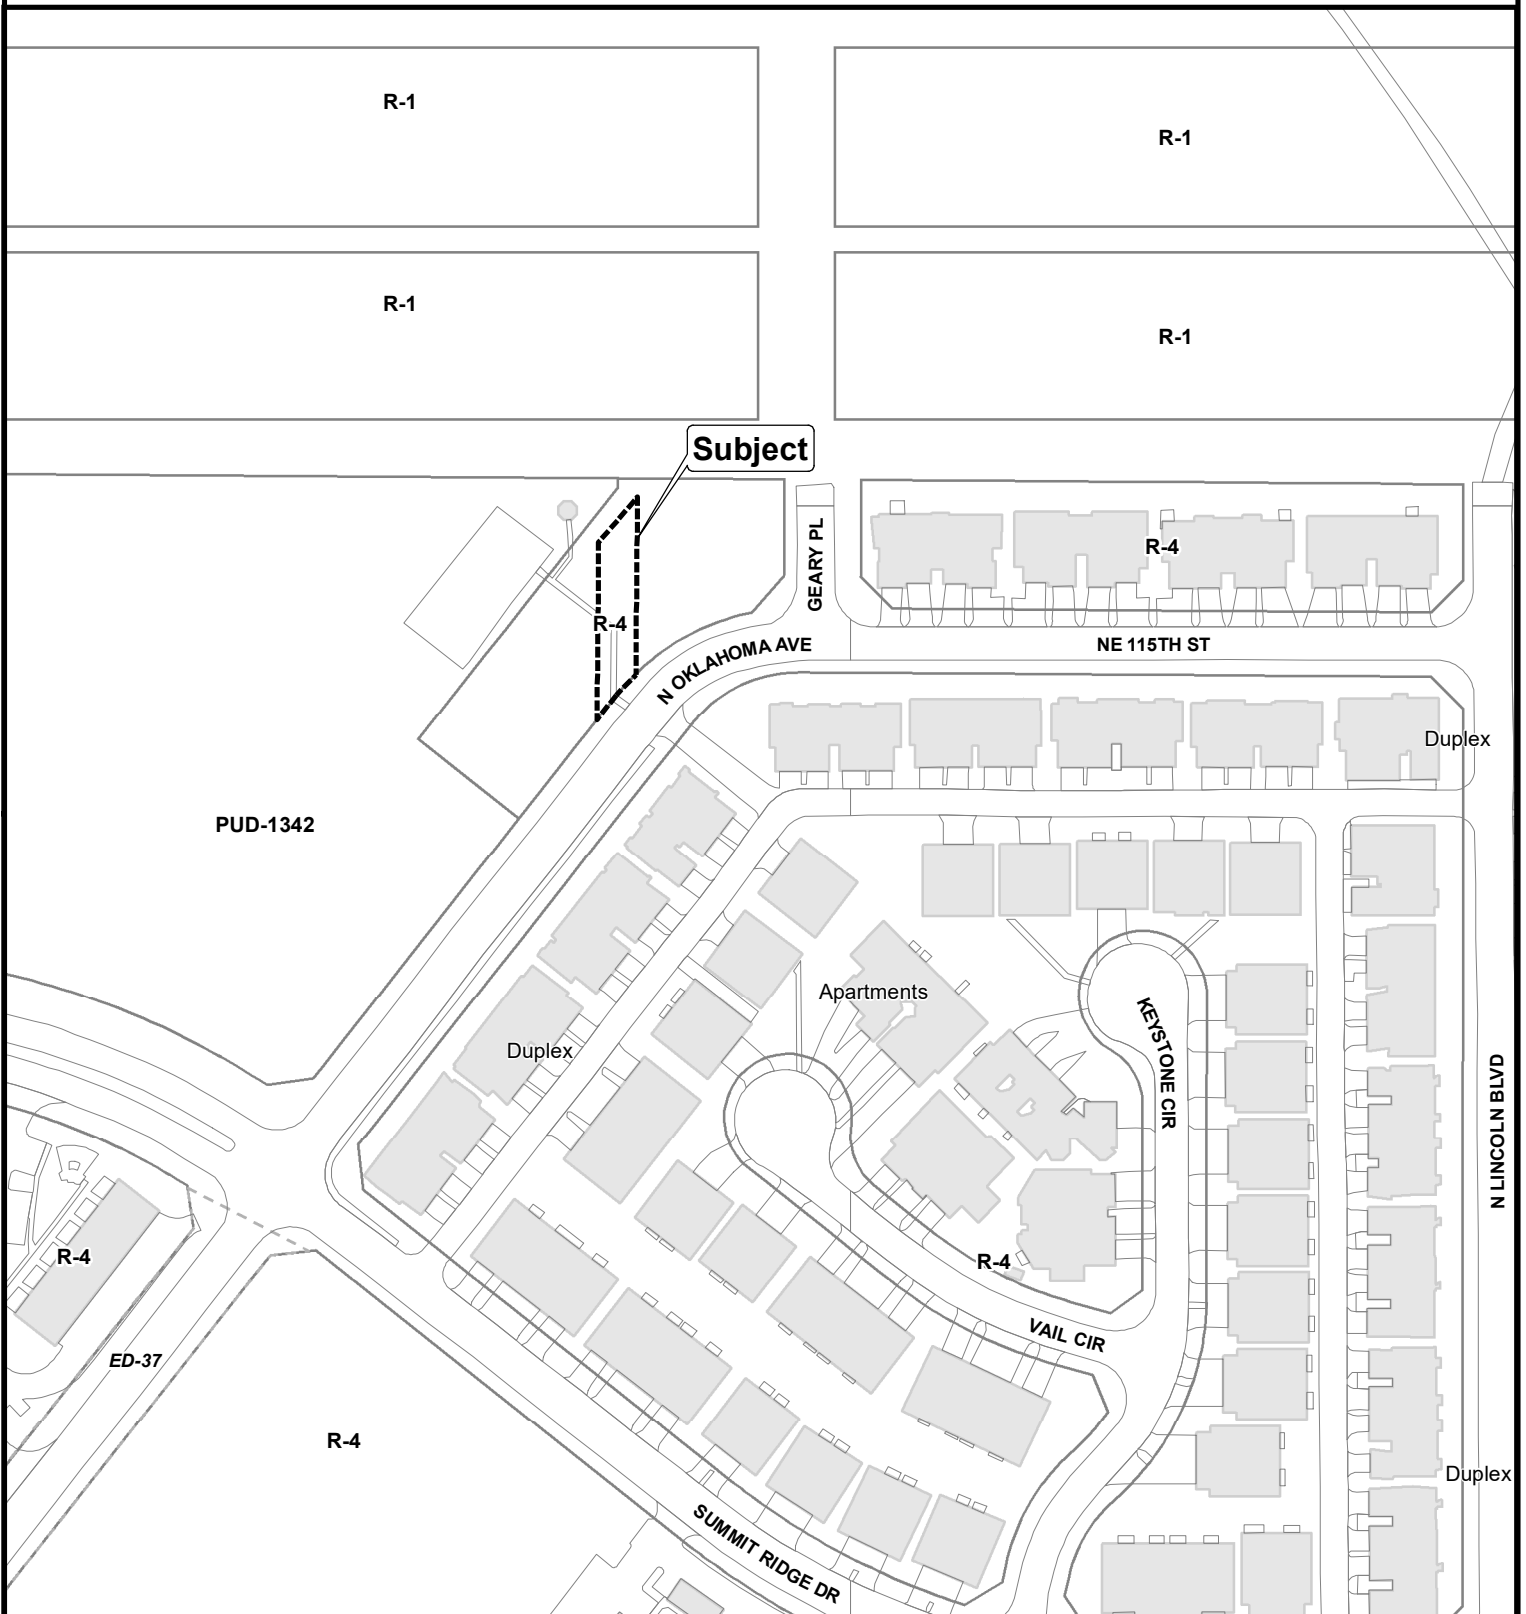 R-1
R-1
R-1
R-1
Subject
GEARY PL
R-4
R-4
N OKLAHOMA AVE
NE 115TH ST
Duplex
PUD-1342
Apartments
KEYSTONE CIR
Duplex
N LINCOLN BLVD
R-4
R-4
VAIL CIR
ED-37
R-4
Duplex
SUMMIT RIDGE DR